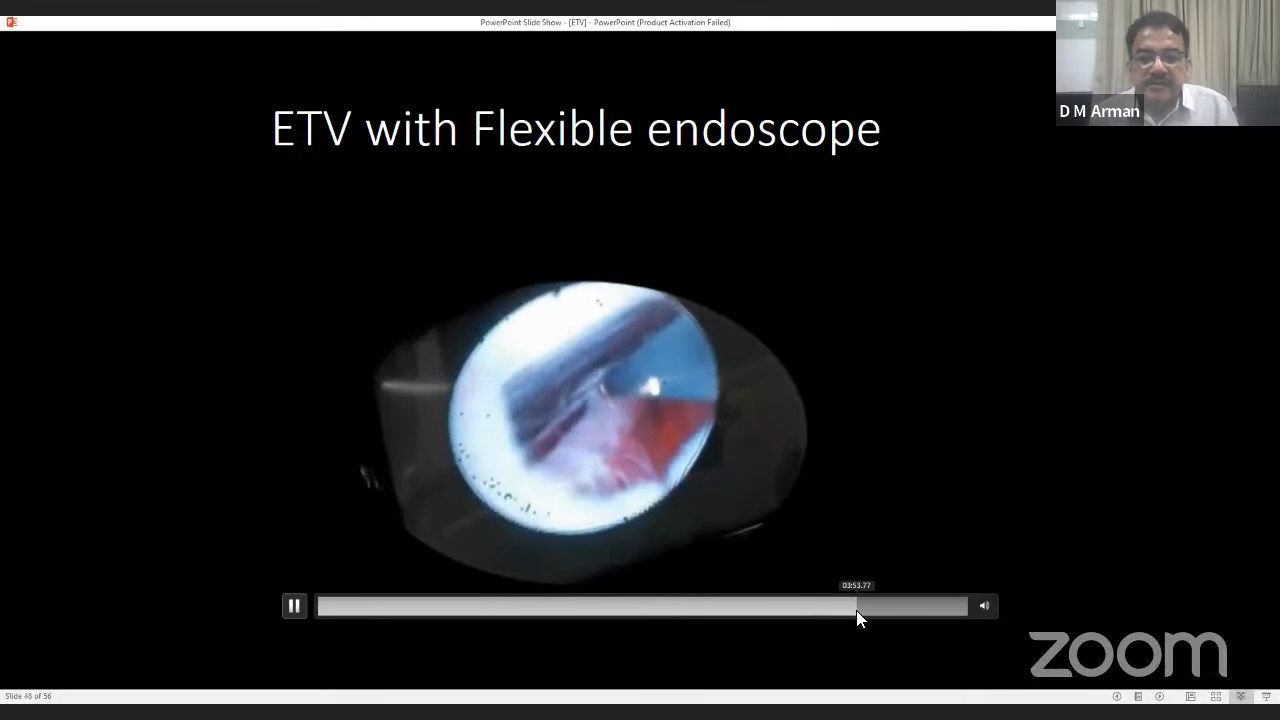 PowerPoint Slide Show - [ETV] - PowerPoint (Product Activation Failed)
D M Arman
ETV with Flexible endoscope
03:53.77
zoom
Slide 48 of 56